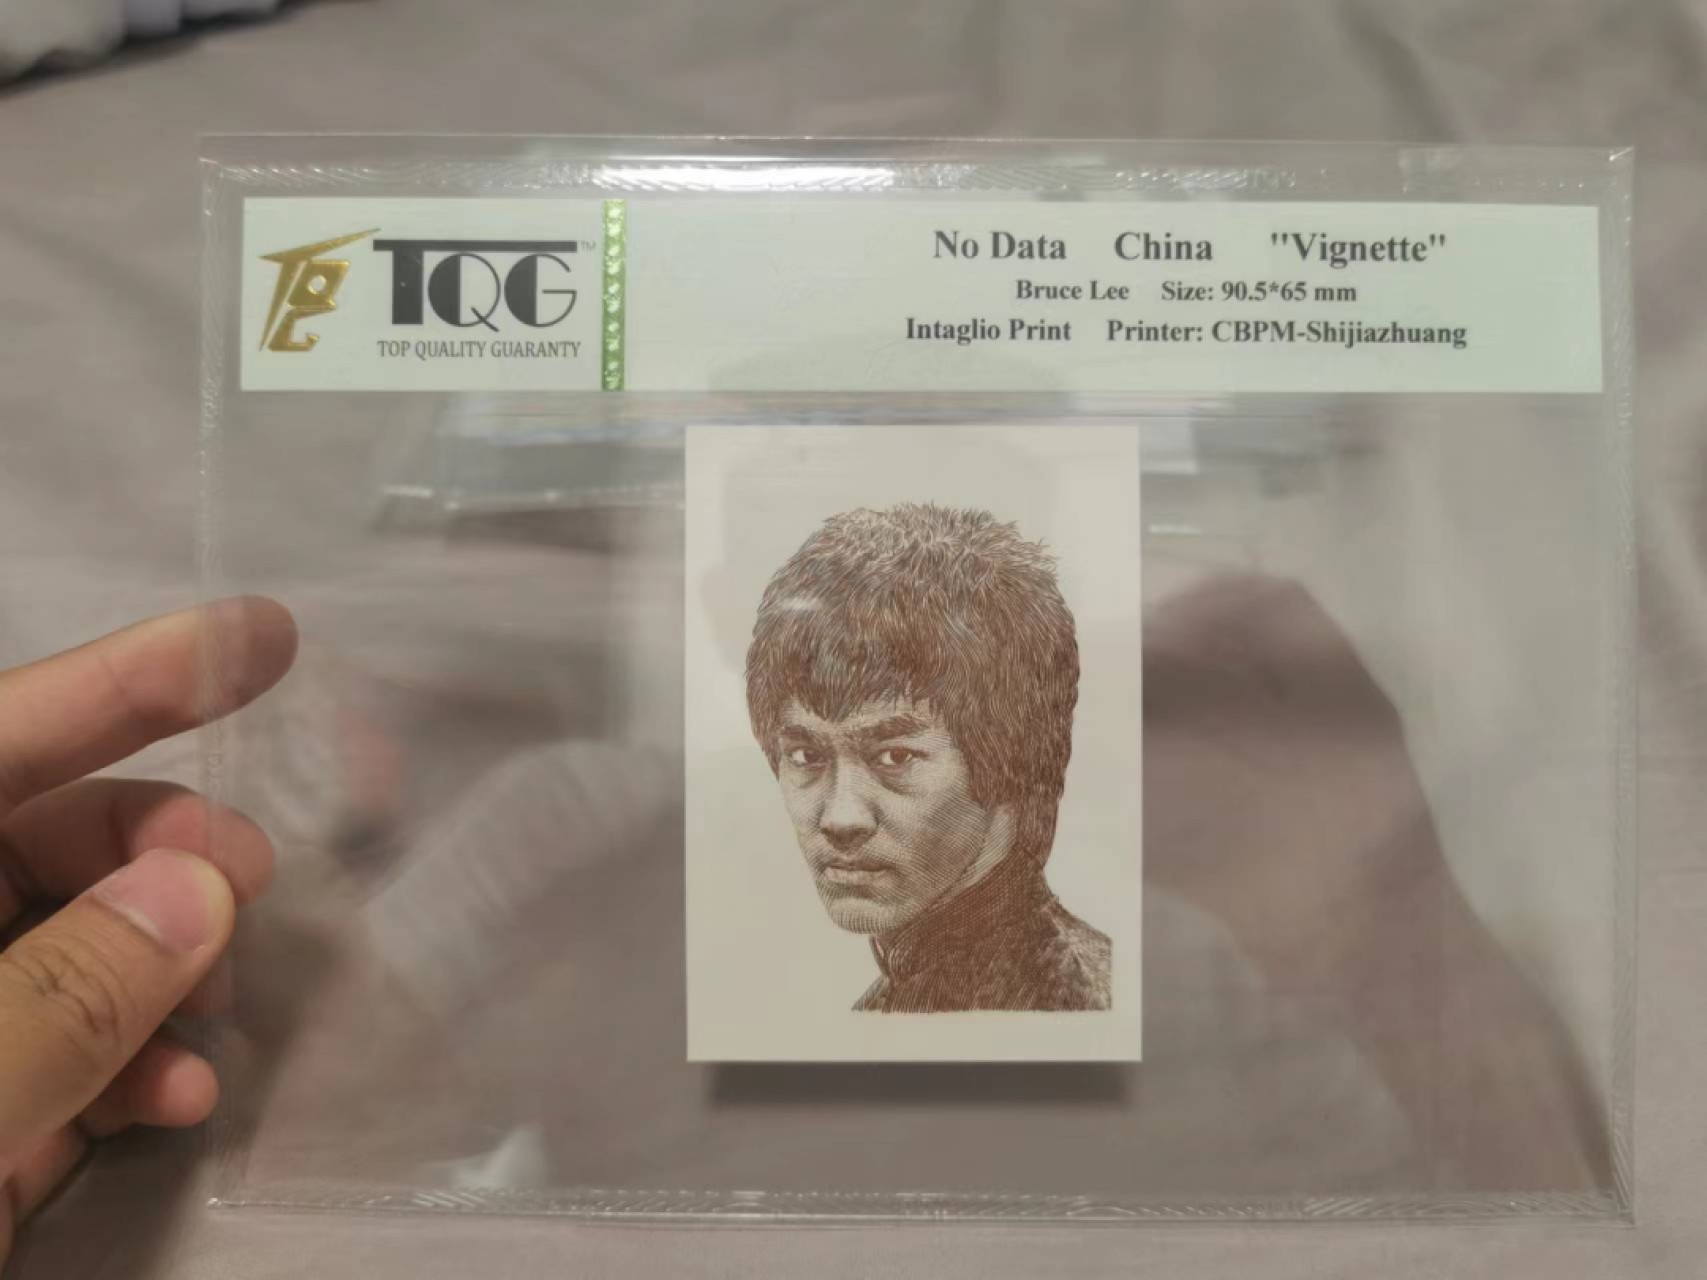 TQG™
TOP QUALITY GUARANTY
No Data China "Vignette"
Bruce Lee Size: 90.5*65 mm
Intaglio Print Printer: CBPM-Shijiazhuang